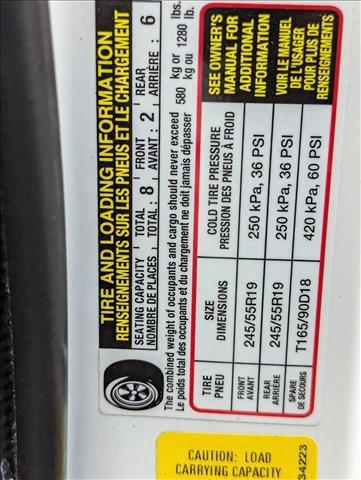 TIRE AND LOADING INFORMATION
RENSEIGNEMENTS SUR LES PNEUS ET LE CHARGEMENT
SEATING CAPACITY TOTAL 8 FRONT 2 REAR 6
NOMBRE DE PLACES TOTAL : AVANT : ARRIÈRE :
The combined weight of occupants and cargo should never exceed 580 kg or 1280 lbs.
Le poids total des occupants et du chargement ne doit jamais dépasser kg ou lb.
TIRE SIZE COLD TIRE PRESSURE
PNEU DIMENSIONS PRESSION DES PNEUS À FROID
FRONT 245/55R19 250 kPa, 36 PSI
AVANT
REAR 245/55R19 250 kPa, 36 PSI
ARRIÈRE
SPARE T165/90D18 420 kPa, 60 PSI
DE SECOURS
SEE OWNER'S
MANUAL FOR
ADDITIONAL
INFORMATION
VOIR LE MANUEL
DE L'USAGER
POUR PLUS DE
RENSEIGNEMENTS
CAUTION: LOAD
CARRYING CAPACITY
34223